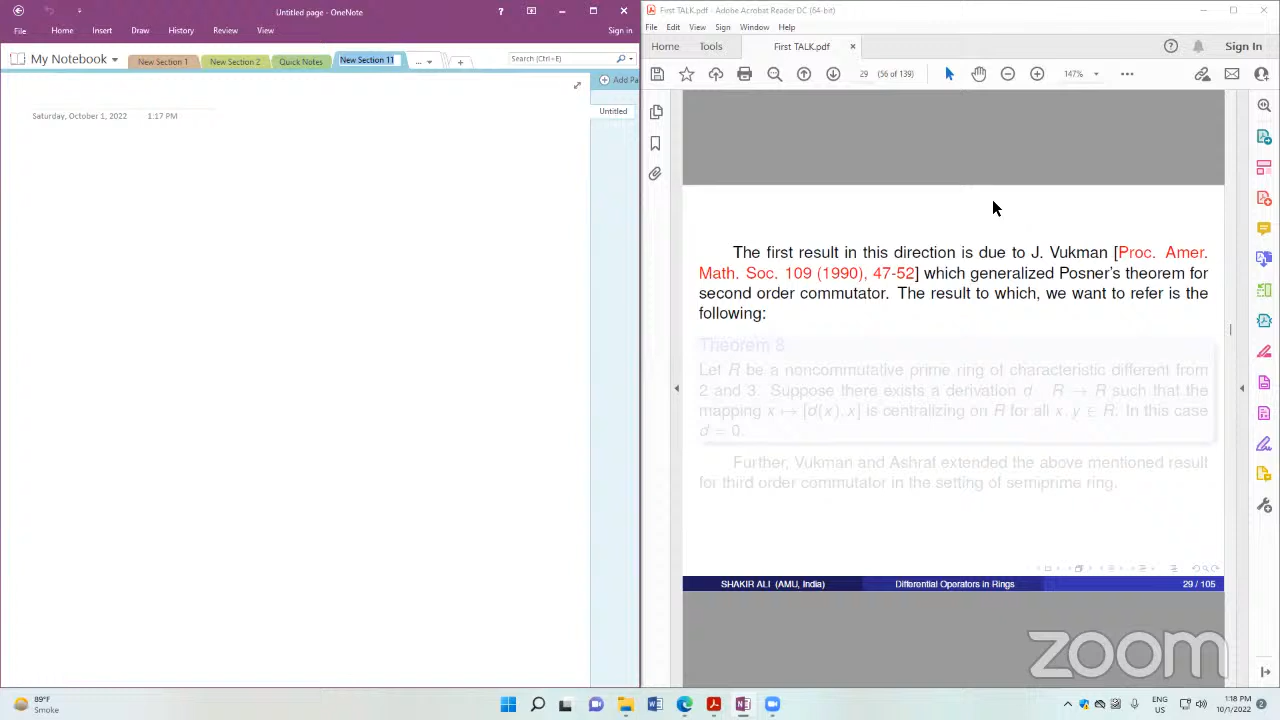 Untitled page - OneNote
? 
File Home Insert Draw History Review View Sign in
My Notebook New Section 1 New Section 2 Quick Notes New Section 11 ... + Search (Ctrl+E)
Add Pa
Untitled
Saturday, October 1, 2022 1:17 PM
First TALK.pdf - Adobe Acrobat Reader DC (64-bit)
File Edit View Sign Window Help
Home Tools First TALK.pdf × Sign In
29 (56 of 139) 147%
The first result in this direction is due to J. Vukman [Proc. Amer.
Math. Soc. 109 (1990), 47-52] which generalized Posner's theorem for
second order commutator. The result to which, we want to refer is the
following:
Theorem 8
Let R be a noncommutative prime ring of characteristic different from
2 and 3. Suppose there exists a derivation d R → R such that the
mapping x ↦ [d(x), x] is centralizing on R for all x, y ∈ R. In this case
d = 0.
Further, Vukman and Ashraf extended the above mentioned result
for third order commutator in the setting of semiprime ring.
SHAKIR ALI (AMU, India) Differential Operators in Rings 29 / 105
zoom
89°F
Smoke
ENG
US
1:18 PM
10/1/2022